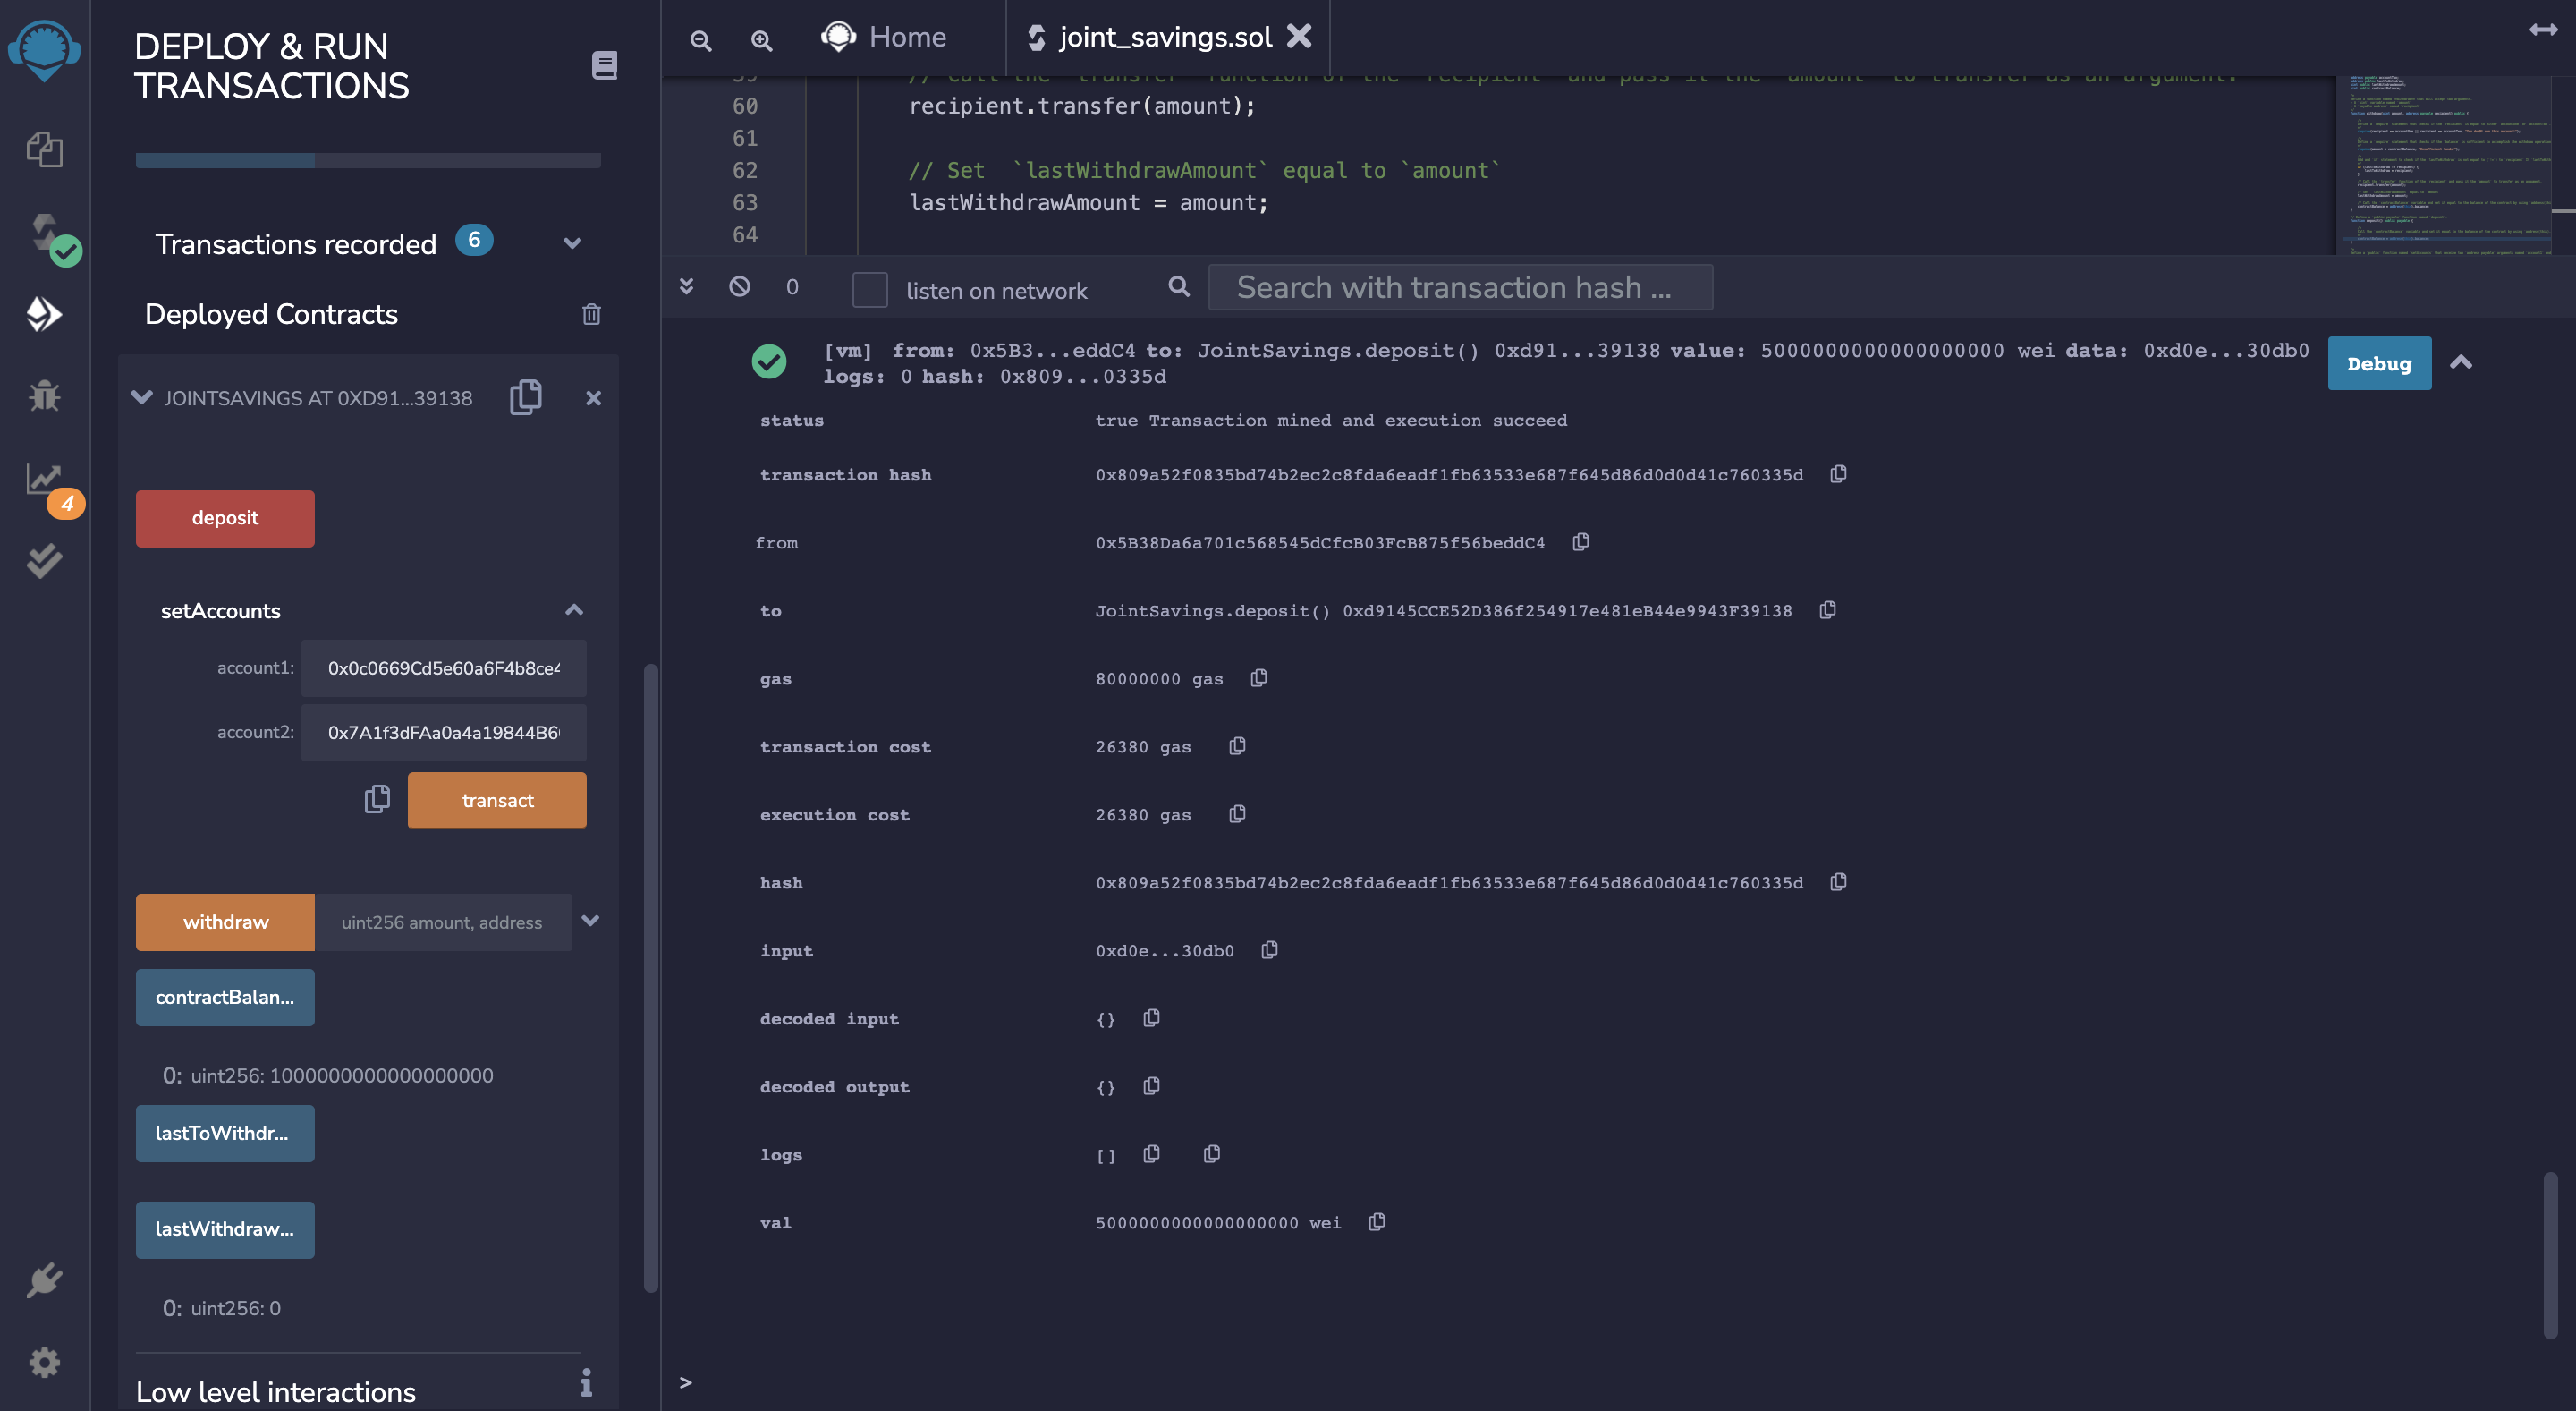 DEPLOY & RUN
TRANSACTIONS
Transactions recorded 6
Deployed Contracts
JOINTSAVINGS AT 0XD91...39138
4
deposit
setAccounts
account1: 0x0c0669Cd5e60a6F4b8ce
account2: 0x7A1f3dFAa0a4a19844B6
transact
withdraw uint256 amount, address
contractBalan...
0: uint256: 1000000000000000000
lastToWithdr...
lastWithdraw...
0: uint256: 0
Low level interactions
Home
joint_savings.sol
59 // Call the `transfer` function of the `recipient` and pass it the `amount` to transfer as an argument.
60 recipient.transfer(amount);
61
62 // Set  `lastWithdrawAmount` equal to `amount`
63 lastWithdrawAmount = amount;
64
0 listen on network Search with transaction hash ...
[vm] from: 0x5B3...eddC4 to: JointSavings.deposit() 0xd91...39138 value: 5000000000000000000 wei data: 0xd0e...30db0
logs: 0 hash: 0x809...0335d
Debug
status true Transaction mined and execution succeed
transaction hash 0x809a52f0835bd74b2ec2c8fda6eadf1fb63533e687f645d86d0d0d41c760335d
from 0x5B38Da6a701c568545dCfcB03FcB875f56beddC4
to JointSavings.deposit() 0xd9145CCE52D386f254917e481eB44e9943F39138
gas 80000000 gas
transaction cost 26380 gas
execution cost 26380 gas
hash 0x809a52f0835bd74b2ec2c8fda6eadf1fb63533e687f645d86d0d0d41c760335d
input 0xd0e...30db0
decoded input {}
decoded output {}
logs []
val 5000000000000000000 wei
>